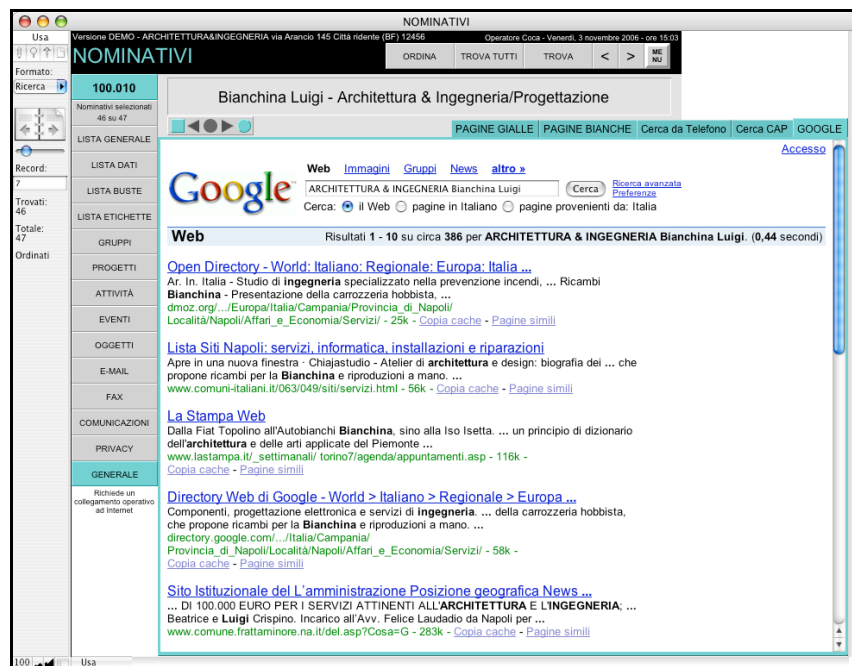 NOMINATIVI
Usa
Versione DEMO - ARCHITETTURA&INGEGNERIA via Arancio 145 Città ridente (BF) 12456
Operatore Coca - Venerdì, 3 novembre 2006 - ore 15:03
NOMINATIVI
ORDINA
TROVA TUTTI
TROVA
<
>
ME
NU
Formato:
Ricerca
Record:
7
Trovati:
46
Totale:
47
Ordinati
100.010
Nominativi selezionati
46 su 47
LISTA GENERALE
LISTA DATI
LISTA BUSTE
LISTA ETICHETTE
GRUPPI
PROGETTI
ATTIVITÀ
EVENTI
OGGETTI
E-MAIL
FAX
COMUNICAZIONI
PRIVACY
GENERALE
Richiede un
collegamento operativo
ad Internet
Bianchina Luigi - Architettura & Ingegneria/Progettazione
PAGINE GIALLE
PAGINE BIANCHE
Cerca da Telefono
Cerca CAP
GOOGLE
Accesso
Google
Web Immagini Gruppi News altro »
ARCHITETTURA & INGEGNERIA Bianchina Luigi
Cerca
Ricerca avanzata
Preferenze
Cerca: il Web pagine in Italiano pagine provenienti da: Italia
Web
Risultati 1 - 10 su circa 386 per ARCHITETTURA & INGEGNERIA Bianchina Luigi. (0,44 secondi)
Open Directory - World: Italiano: Regionale: Europa: Italia ...
Ar. In. Italia - Studio di ingegneria specializzato nella prevenzione incendi, ... Ricambi
Bianchina - Presentazione della carrozzeria hobbista, ...
dmoz.org/.../Europa/Italia/Campania/Provincia_di_Napoli/
Località/Napoli/Affari_e_Economia/Servizi/ - 25k - Copia cache - Pagine simili
Lista Siti Napoli: servizi, informatica, installazioni e riparazioni
Apre in una nuova finestra · Chiajastudio - Atelier di architettura e design: biografia dei ... che
propone ricambi per la Bianchina e riproduzioni a mano. ...
www.comuni-italiani.it/063/049/siti/servizi.html - 56k - Copia cache - Pagine simili
La Stampa Web
Dalla Fiat Topolino all'Autobianchi Bianchina, sino alla Iso Isetta. ... un principio di dizionario
dell'architettura e delle arti applicate del Piemonte ...
www.lastampa.it/_settimanali/ torino7/agenda/appuntamenti.asp - 116k -
Copia cache - Pagine simili
Directory Web di Google - World > Italiano > Regionale > Europa ...
Componenti, progettazione elettronica e servizi di ingegneria. ... della carrozzeria hobbista,
che propone ricambi per la Bianchina e riproduzioni a mano. ...
directory.google.com/.../Italia/Campania/
Provincia_di_Napoli/Località/Napoli/Affari_e_Economia/Servizi/ - 58k -
Copia cache - Pagine simili
Sito Istituzionale del L'amministrazione Posizione geografica News ...
... DI 100.000 EURO PER I SERVIZI ATTINENTI ALL'ARCHITETTURA E L'INGEGNERIA; ...
Beatrice e Luigi Crispino. Incarico all'Avv. Felice Laudadio da Napoli per ...
www.comune.frattaminore.na.it/del.asp?Cosa=G - 283k - Copia cache - Pagine simili
100
Usa